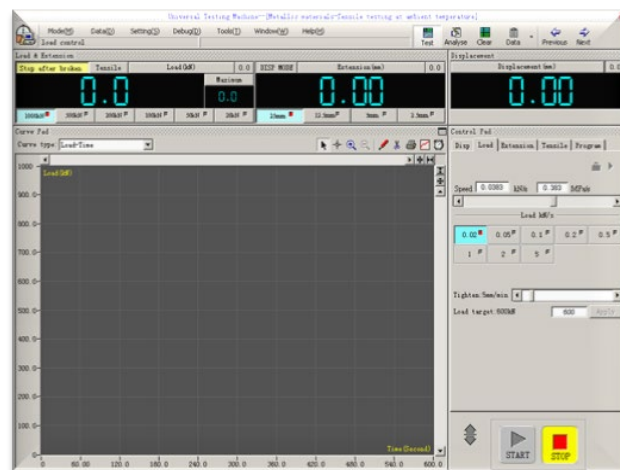 Universal Testing Machine--[Metallic materials-Tensile testing at ambient temperature]
Mode(M) Data(D) Setting(S) Debug(D) Tools(T) Window(W) Help(H)
Load control
Test Analyse Clear Data Previous Next
Load & Extension
Displacement
Stop after broken Tensile Load(kN) 0.0 DISP MODE Extension(mm) 0.0 Displacement(mm) 0.0
0.0 Maximum 0.0 0.00 0.00
1000kN 500kN 200kN 100kN 50kN 20kN 25mm 12.5mm 5mm 2.5mm
Curve Pad
Control Pad
Curve type: Load-Time
Disp Load Extension Tensile Program
1000
Load(kN)
900.0
800.0
700.0
600.0
500.0
400.0
300.0
200.0
100.0
0.0
Time(Second)
0 60.00 120.0 180.0 240.0 300.0 360.0 420.0 480.0 540.0 600.0
Speed 0.0383 kN/s 0.383 MPa/s
Load kN/s
0.02 0.05 0.1 0.2 0.5
1 2 5
Tighten:5mm/min
Load target:600kN 600 Apply
START STOP